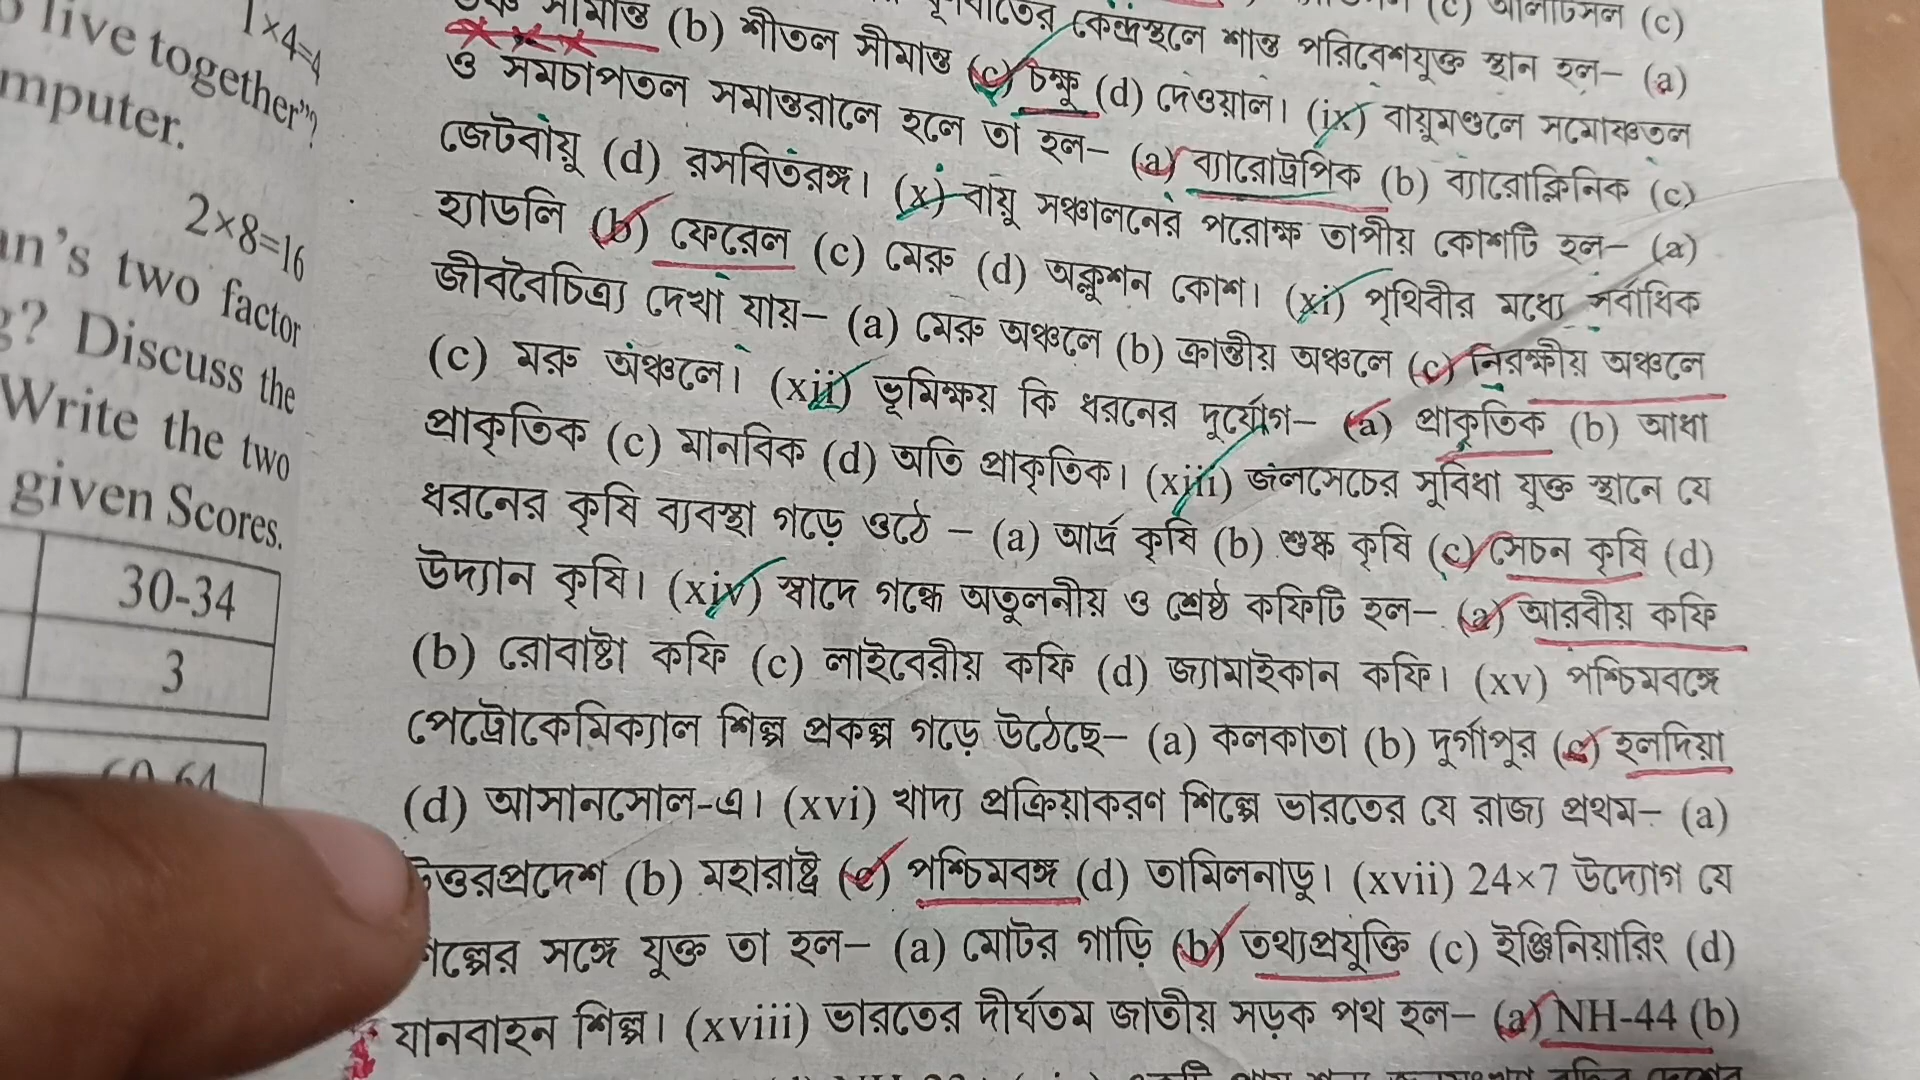 1×4=4
live together"?
mputer.
2×8=16
an's two factor
g? Discuss the
Write the two
given Scores.
30-34
3
60-64
কেন্দ্রস্থলে শান্ত পরিবেশযুক্ত স্থান হল– (a)
সীমান্ত (b) শীতল সীমান্ত (c) চক্ষু (d) দেওয়াল। (ix) বায়ুমণ্ডলে সমোষ্ণতল
ও সমচাপতল সমান্তরালে হলে তা হল– (a) ব্যারোট্রপিক (b) ব্যারোক্লিনিক (c)
জেটবায়ু (d) রসবিতরঙ্গ। (x) বায়ু সঞ্চালনের পরোক্ষ তাপীয় কোশটি হল– (a)
হ্যাডলি (b) ফেরেল (c) মেরু (d) অক্লুশন কোশ। (xi) পৃথিবীর মধ্যে সর্বাধিক
জীববৈচিত্র্য দেখা যায়– (a) মেরু অঞ্চলে (b) ক্রান্তীয় অঞ্চলে (c) নিরক্ষীয় অঞ্চলে
(c) মরু অঞ্চলে। (xii) ভূমিক্ষয় কি ধরনের দুর্যোগ– (a) প্রাকৃতিক (b) আধা
প্রাকৃতিক (c) মানবিক (d) অতি প্রাকৃতিক। (xiii) জলসেচের সুবিধা যুক্ত স্থানে যে
ধরনের কৃষি ব্যবস্থা গড়ে ওঠে – (a) আর্দ্র কৃষি (b) শুষ্ক কৃষি (c) সেচন কৃষি (d)
উদ্যান কৃষি। (xiv) স্বাদে গন্ধে অতুলনীয় ও শ্রেষ্ঠ কফিটি হল– (a) আরবীয় কফি
(b) রোবাষ্টা কফি (c) লাইবেরীয় কফি (d) জ্যামাইকান কফি। (xv) পশ্চিমবঙ্গে
পেট্রোকেমিক্যাল শিল্প প্রকল্প গড়ে উঠেছে– (a) কলকাতা (b) দুর্গাপুর (c) হলদিয়া
(d) আসানসোল-এ। (xvi) খাদ্য প্রক্রিয়াকরণ শিল্পে ভারতের যে রাজ্য প্রথম– (a)
উত্তরপ্রদেশ (b) মহারাষ্ট্র (c) পশ্চিমবঙ্গ (d) তামিলনাড়ু। (xvii) 24×7 উদ্যোগ যে
শিল্পের সঙ্গে যুক্ত তা হল– (a) মোটর গাড়ি (b) তথ্যপ্রযুক্তি (c) ইঞ্জিনিয়ারিং (d)
যানবাহন শিল্প। (xviii) ভারতের দীর্ঘতম জাতীয় সড়ক পথ হল– (a) NH-44 (b)